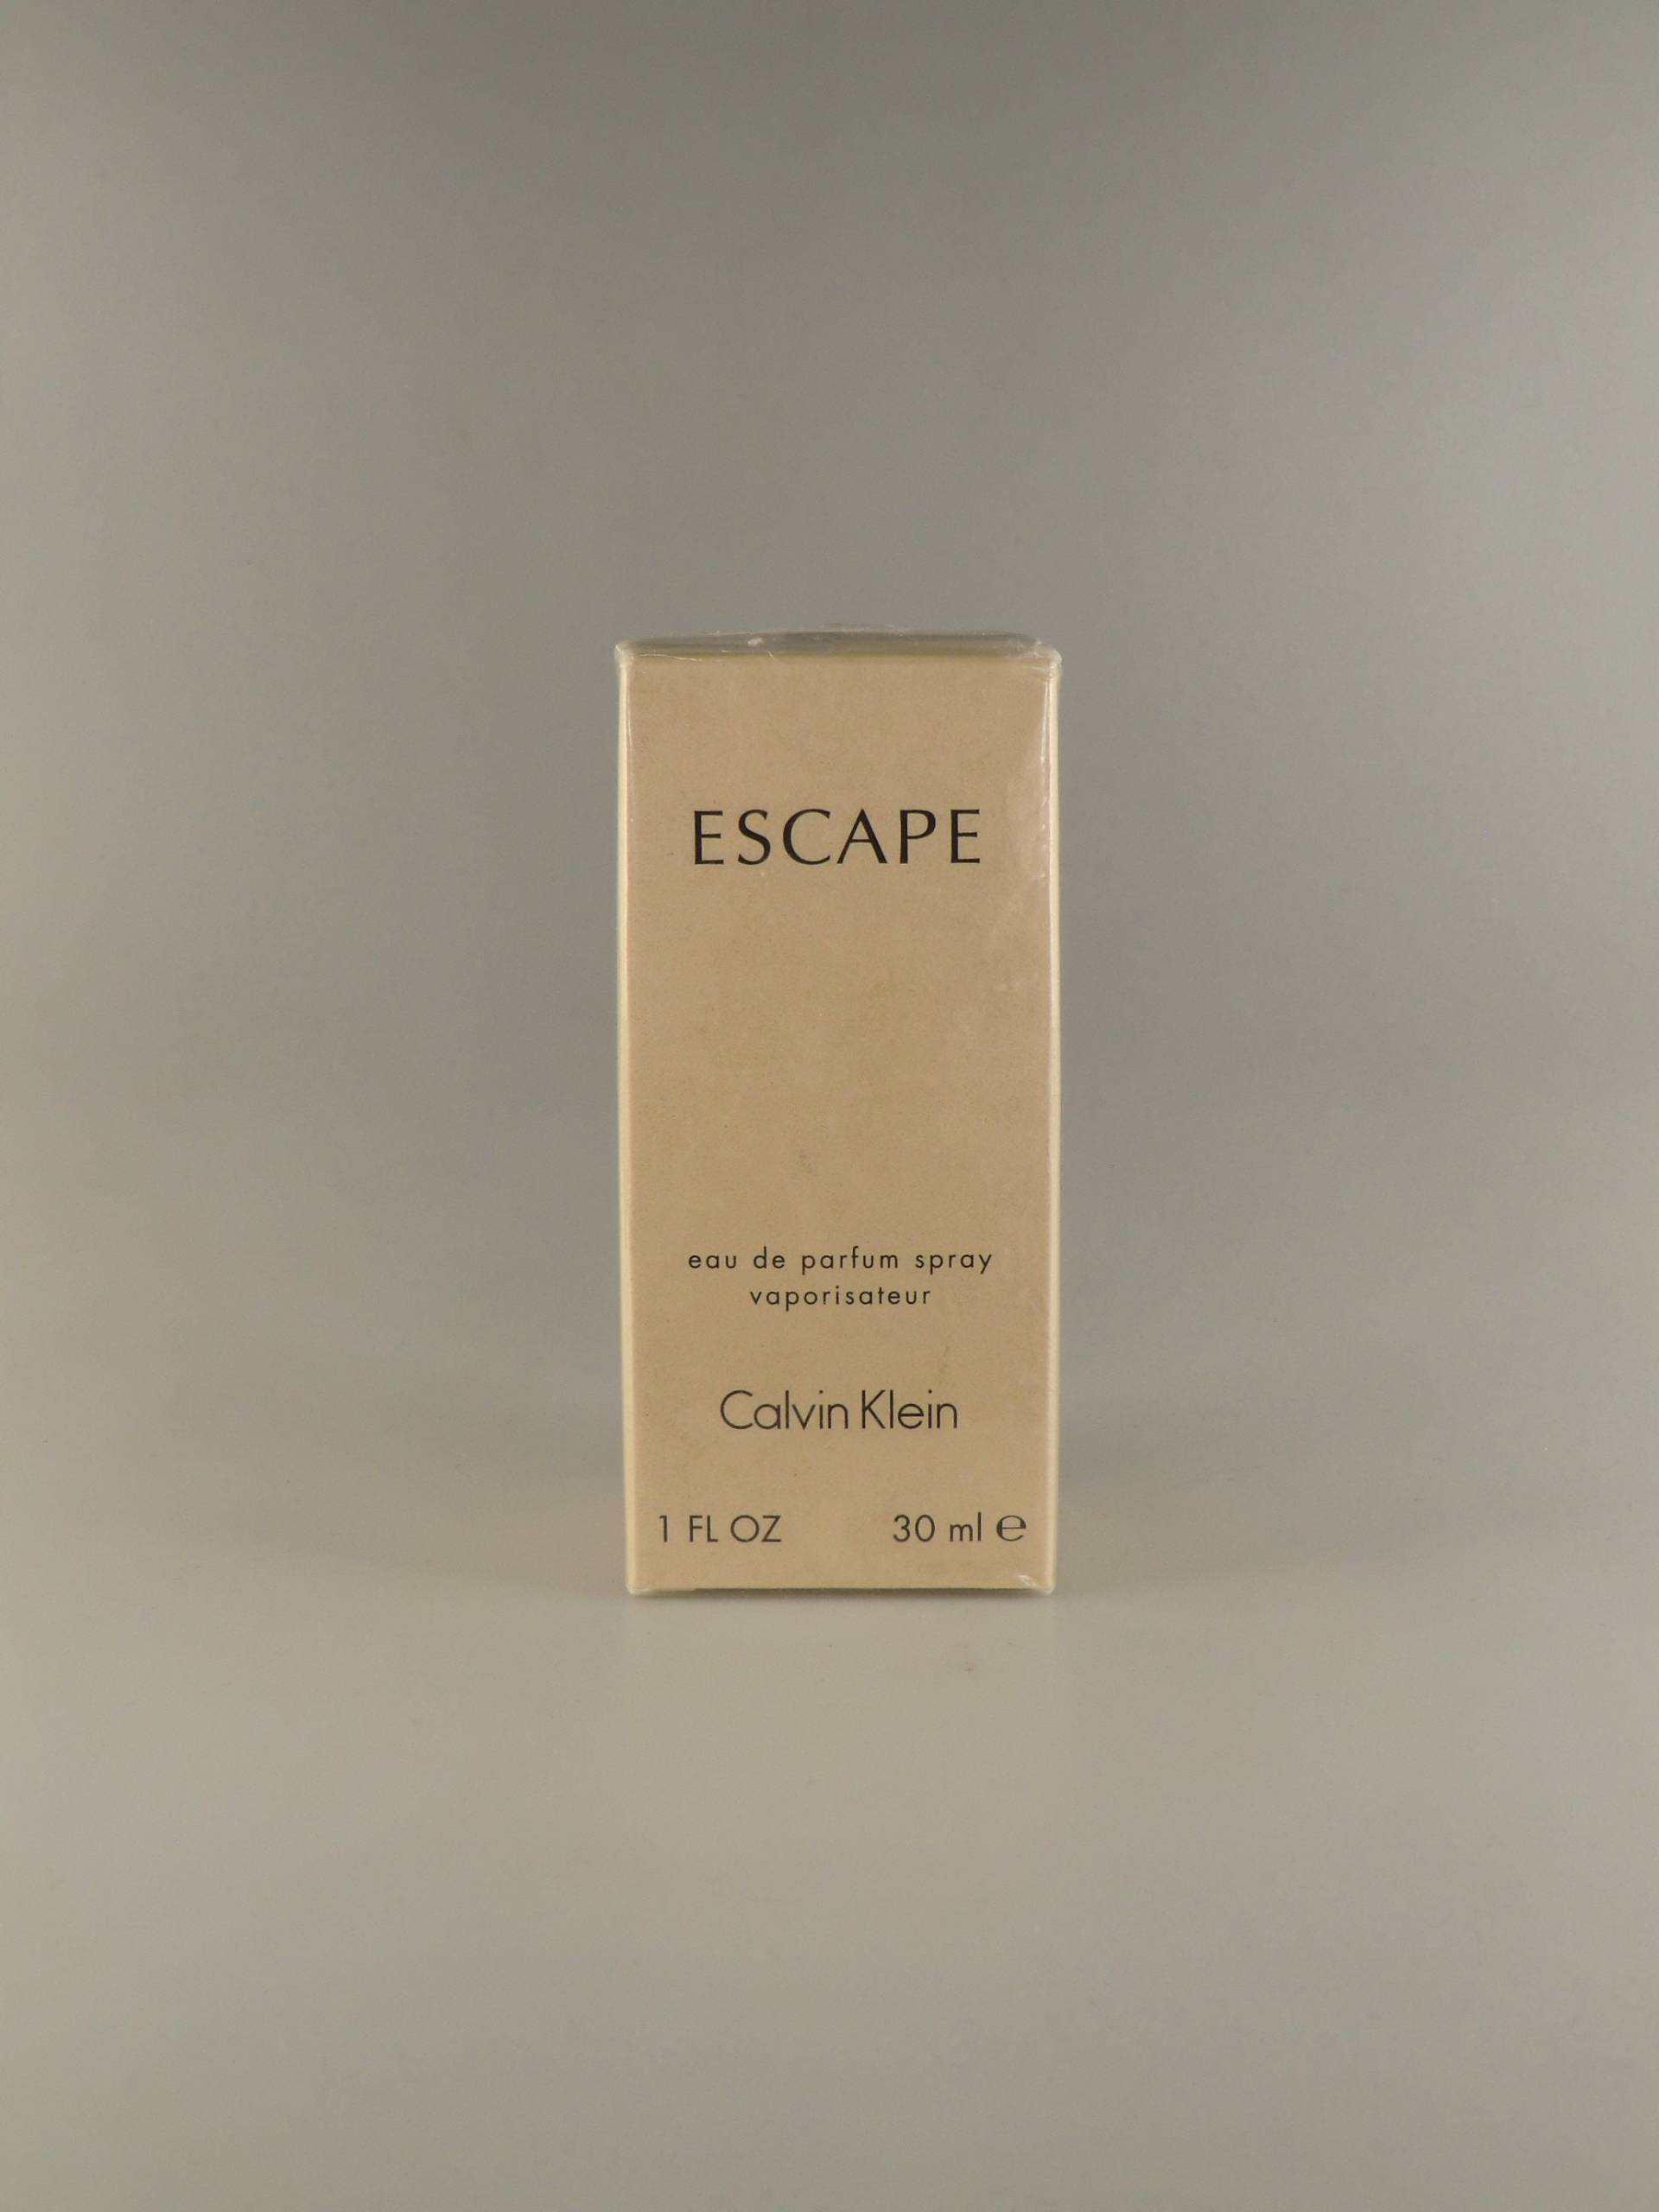 ESCAPE
eau de parfum spray
vaporisateur
Calvin Klein
1 FL OZ 30 ml ℮